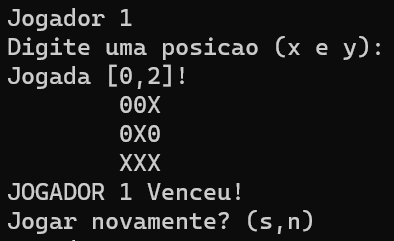 Jogador 1
Digite uma posicao (x e y):
Jogada [0,2]!
00X
0X0
XXX
JOGADOR 1 Venceu!
Jogar novamente? (s,n)